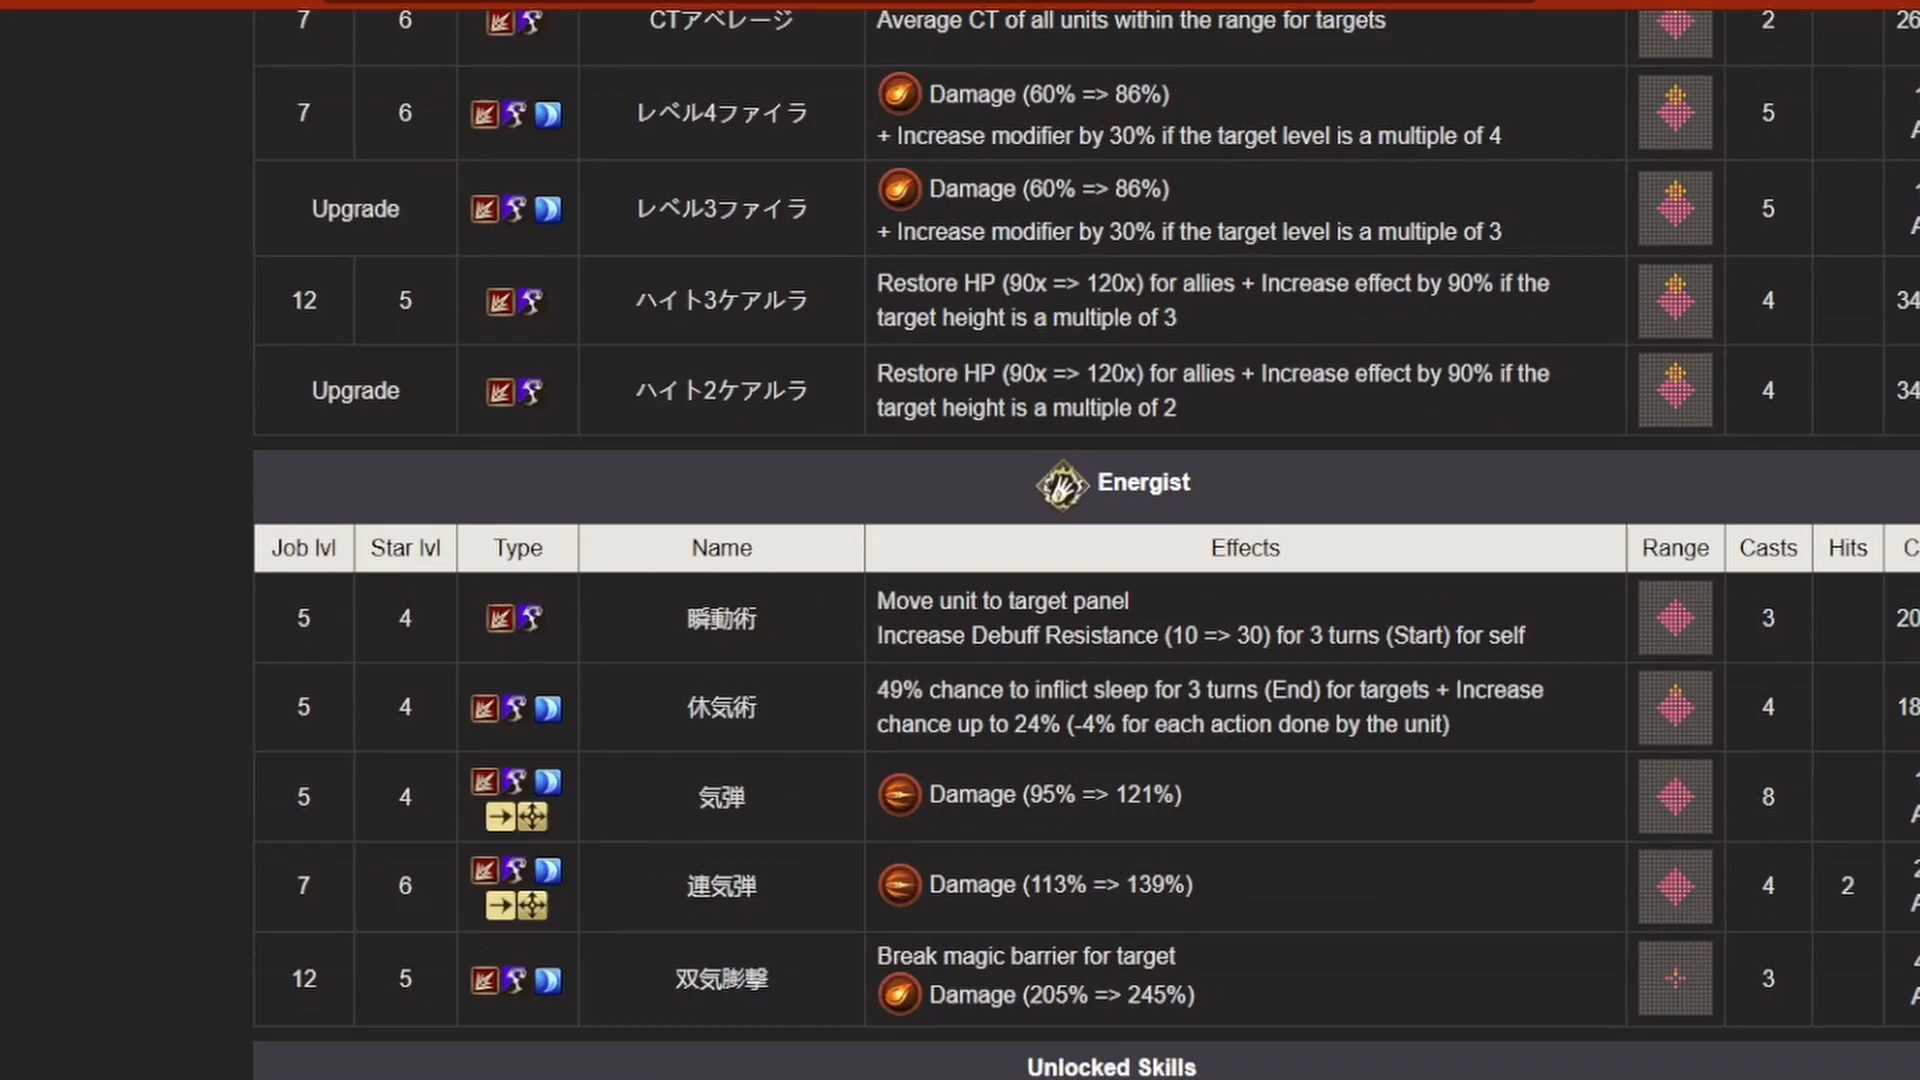 7 6 CTアベレージ Average CT of all units within the range for targets 2 26
7 6 レベル4ファイラ Damage (60% => 86%) 5
+ Increase modifier by 30% if the target level is a multiple of 4
Upgrade レベル3ファイラ Damage (60% => 86%) 5
+ Increase modifier by 30% if the target level is a multiple of 3
12 5 ハイト3ケアルラ Restore HP (90x => 120x) for allies + Increase effect by 90% if the 4 34
target height is a multiple of 3
Upgrade ハイト2ケアルラ Restore HP (90x => 120x) for allies + Increase effect by 90% if the 4 34
target height is a multiple of 2
Energist
Job lvl Star lvl Type Name Effects Range Casts Hits C
5 4 瞬動術 Move unit to target panel 3 20
Increase Debuff Resistance (10 => 30) for 3 turns (Start) for self
5 4 休気術 49% chance to inflict sleep for 3 turns (End) for targets + Increase 4 18
chance up to 24% (-4% for each action done by the unit)
5 4 気弾 Damage (95% => 121%) 8
7 6 連気弾 Damage (113% => 139%) 4 2
12 5 双気膨撃 Break magic barrier for target 3
Damage (205% => 245%)
Unlocked Skills